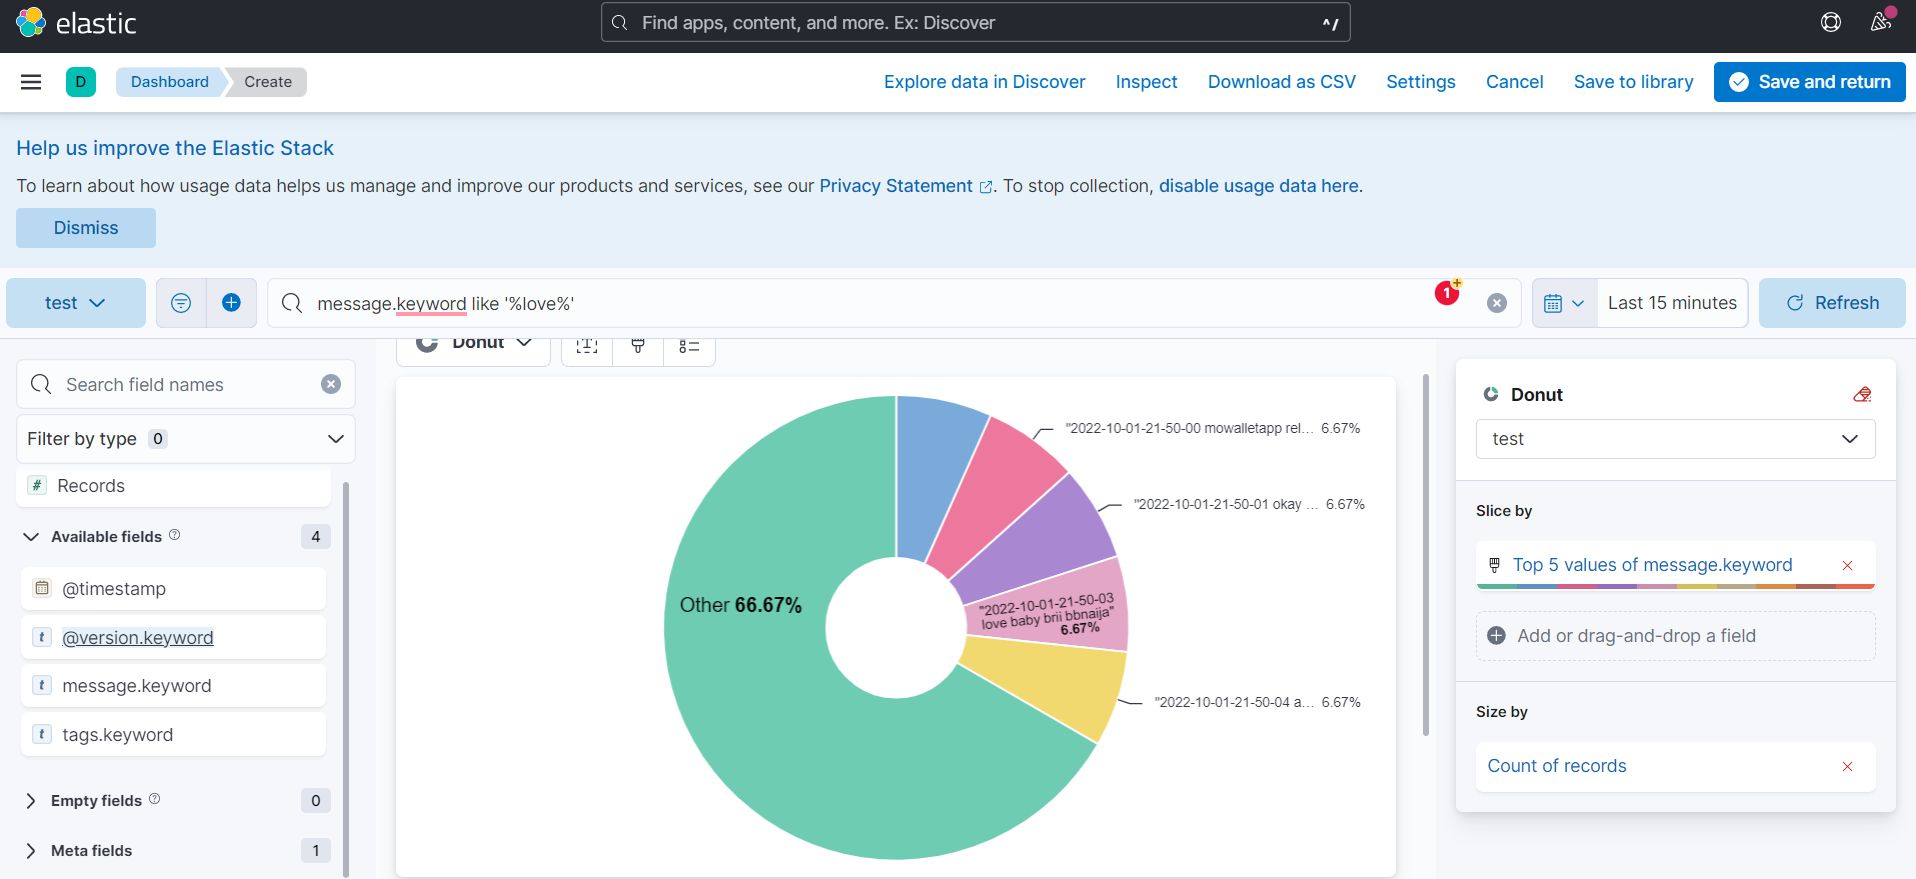 elastic
Find apps, content, and more. Ex: Discover
^/
D
Dashboard
Create
Explore data in Discover
Inspect
Download as CSV
Settings
Cancel
Save to library
Save and return
Help us improve the Elastic Stack
To learn about how usage data helps us manage and improve our products and services, see our Privacy Statement. To stop collection, disable usage data here.
Dismiss
test
message.keyword like '%love%'
1
Last 15 minutes
Refresh
Search field names
Filter by type 0
# Records
Available fields 4
@timestamp
t @version.keyword
t message.keyword
t tags.keyword
Empty fields 0
Meta fields 1
Donut
"2022-10-01-21-50-00 mowalletapp rel... 6.67%
"2022-10-01-21-50-01 okay ... 6.67%
"2022-10-01-21-50-03
love baby brii bbnaija"
6.67%
"2022-10-01-21-50-04 a... 6.67%
Other 66.67%
Donut
test
Slice by
Top 5 values of message.keyword
Add or drag-and-drop a field
Size by
Count of records